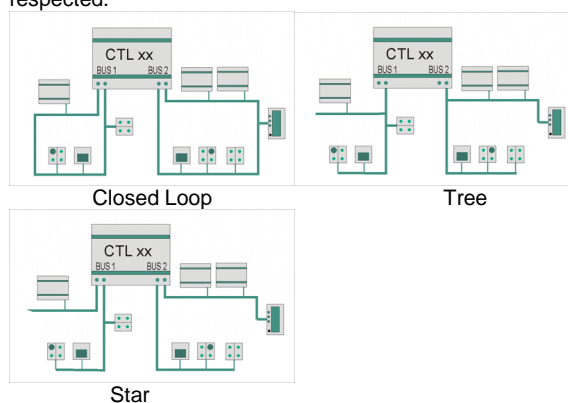 respected.
CTL xx
BUS 1 BUS 2
CTL xx
BUS 1 BUS 2
Closed Loop
Tree
CTL xx
BUS 1 BUS 2
Star